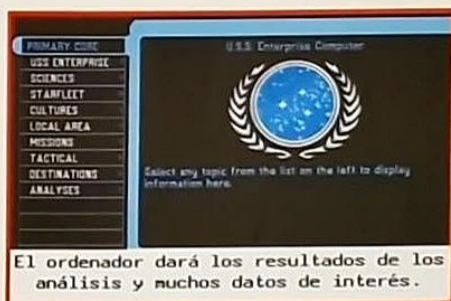 PRIMARY CORE
USS ENTERPRISE
SCIENCES
STARFLEET
CULTURES
LOCAL AREA
MISSIONS
TACTICAL
DESTINATIONS
ANALYSES
U.S.S. Enterprise Computer
Select any topic from the list on the left to display
information here.
El ordenador dará los resultados de los
análisis y muchos datos de interés.